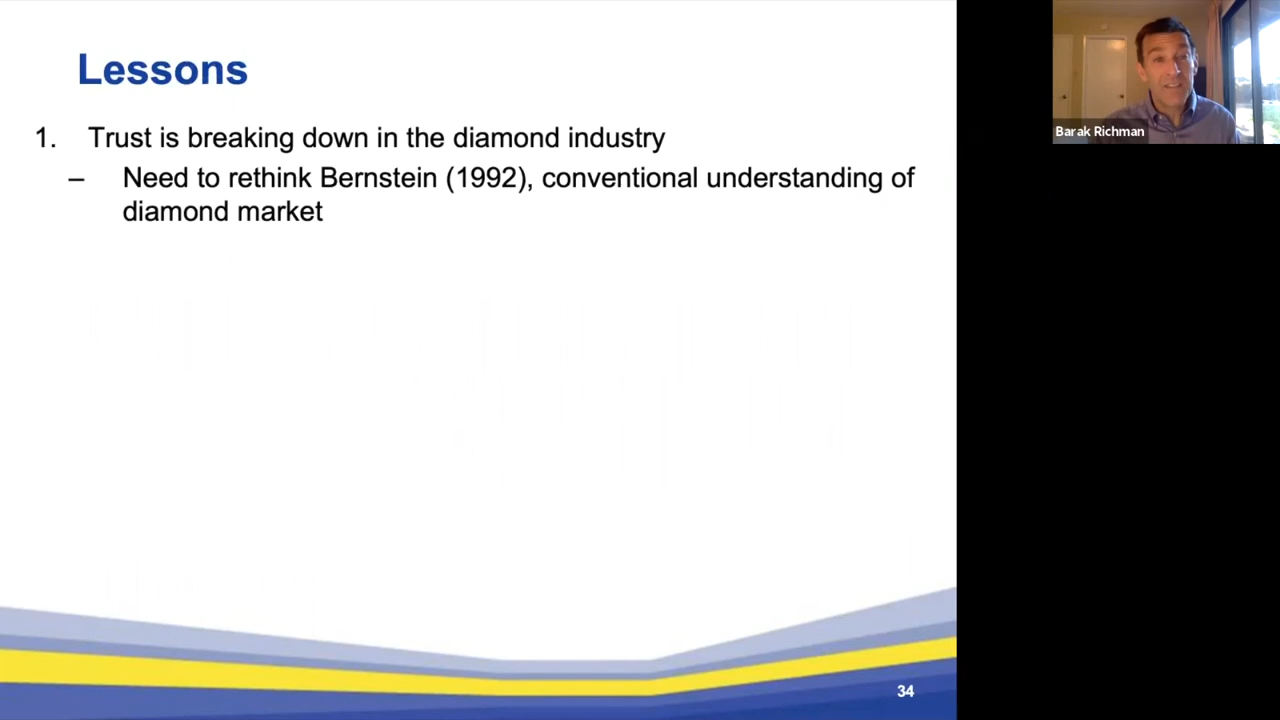 Lessons
1. Trust is breaking down in the diamond industry
– Need to rethink Bernstein (1992), conventional understanding of
diamond market
34
Barak Richman